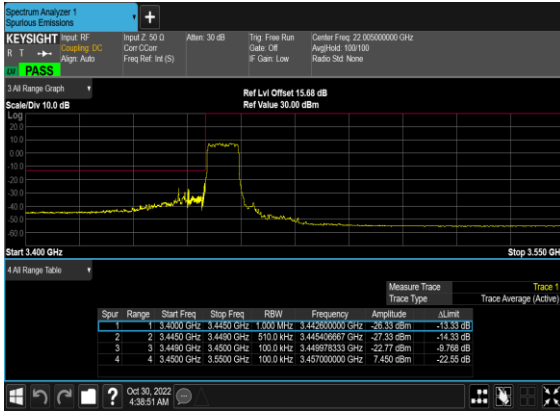 Spectrum Analyzer 1
Spurious Emissions
+
KEYSIGHT Input: RF Input Z: 50 Ω Atten: 30 dB Trig: Free Run Center Freq: 22.005000000 GHz
R T Coupling: DC Corr CCorr Gate: Off Avg|Hold: 100/100
Align: Auto Freq Ref: Int (S) IF Gain: Low Radio Std: None
PASS
3 All Range Graph
Ref Lvl Offset 15.68 dB
Scale/Div 10.0 dB Ref Value 30.00 dBm
Log
20.0
10.0
0.00
-10.0
-20.0
-30.0
-40.0
-50.0
-60.0
Start 3.400 GHz Stop 3.550 GH
4 All Range Table
Measure Trace Trace 1
Trace Type Trace Average (Active)
Spur Range Start Freq Stop Freq RBW Frequency Amplitude ΔLimit
1 1 3.4000 GHz 3.4450 GHz 1.000 MHz 3.442600000 GHz -26.33 dBm -13.33 dB
2 2 3.4450 GHz 3.4490 GHz 510.0 kHz 3.445406667 GHz -27.33 dBm -14.33 dB
3 3 3.4490 GHz 3.4500 GHz 100.0 kHz 3.449978333 GHz -22.77 dBm -9.768 dB
4 4 3.4500 GHz 3.5500 GHz 100.0 kHz 3.457000000 GHz 7.450 dBm -22.55 dB
? Oct 30, 2022
4:38:51 AM